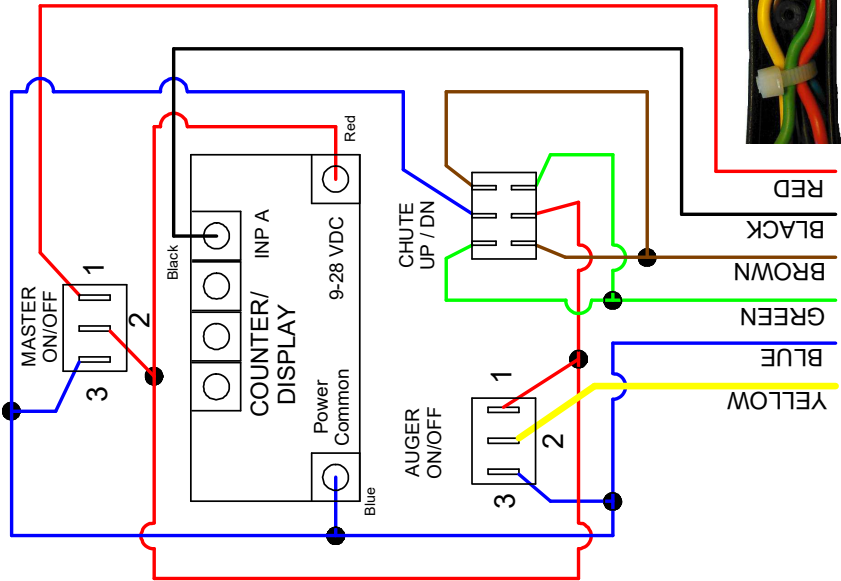 Red
Black
MASTER
ON/OFF
1
2
3
INP A
9-28 VDC
COUNTER/
DISPLAY
Power
Common
Blue
CHUTE
UP / DN
AUGER
ON/OFF
1
2
3
RED
BLACK
BROWN
GREEN
BLUE
YELLOW